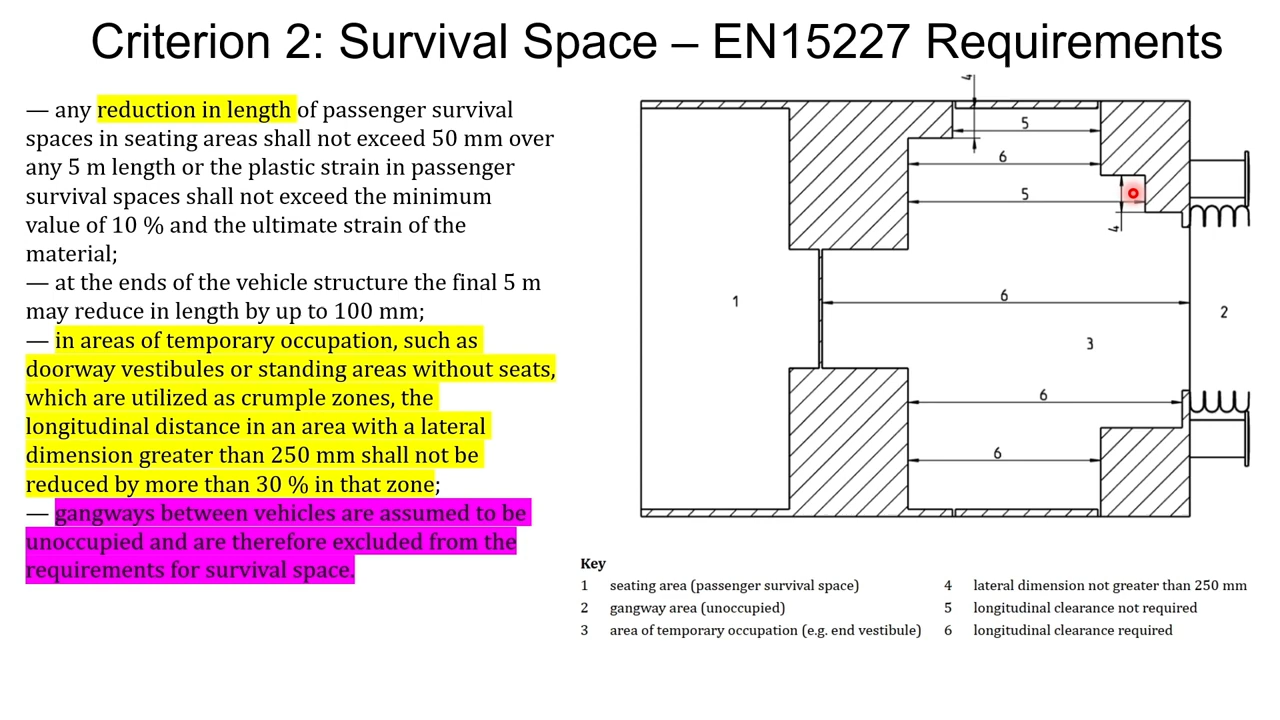 Criterion 2: Survival Space – EN15227 Requirements
— any reduction in length of passenger survival
spaces in seating areas shall not exceed 50 mm over
any 5 m length or the plastic strain in passenger
survival spaces shall not exceed the minimum
value of 10 % and the ultimate strain of the
material;
— at the ends of the vehicle structure the final 5 m
may reduce in length by up to 100 mm;
— in areas of temporary occupation, such as
doorway vestibules or standing areas without seats,
which are utilized as crumple zones, the
longitudinal distance in an area with a lateral
dimension greater than 250 mm shall not be
reduced by more than 30 % in that zone;
— gangways between vehicles are assumed to be
unoccupied and are therefore excluded from the
requirements for survival space.
4
5
6
5
4
1
6
2
3
6
6
Key
1 seating area (passenger survival space)
2 gangway area (unoccupied)
3 area of temporary occupation (e.g. end vestibule)
4 lateral dimension not greater than 250 mm
5 longitudinal clearance not required
6 longitudinal clearance required